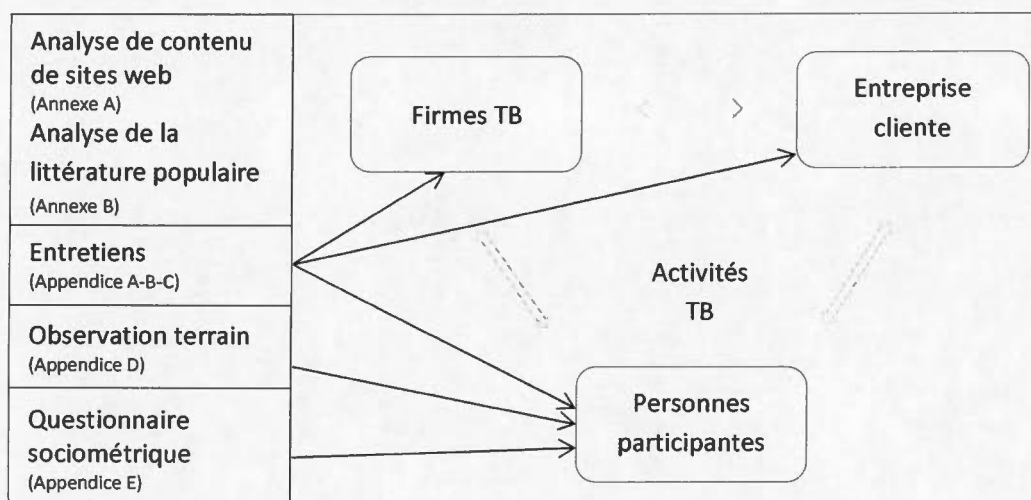 Analyse de contenu
de sites web
(Annexe A)
Analyse de la
littérature populaire
(Annexe B)
Entretiens
(Appendice A-B-C)
Observation terrain
(Appendice D)
Questionnaire
sociométrique
(Appendice E)
Firmes TB
Entreprise
cliente
Activités
TB
Personnes
participantes